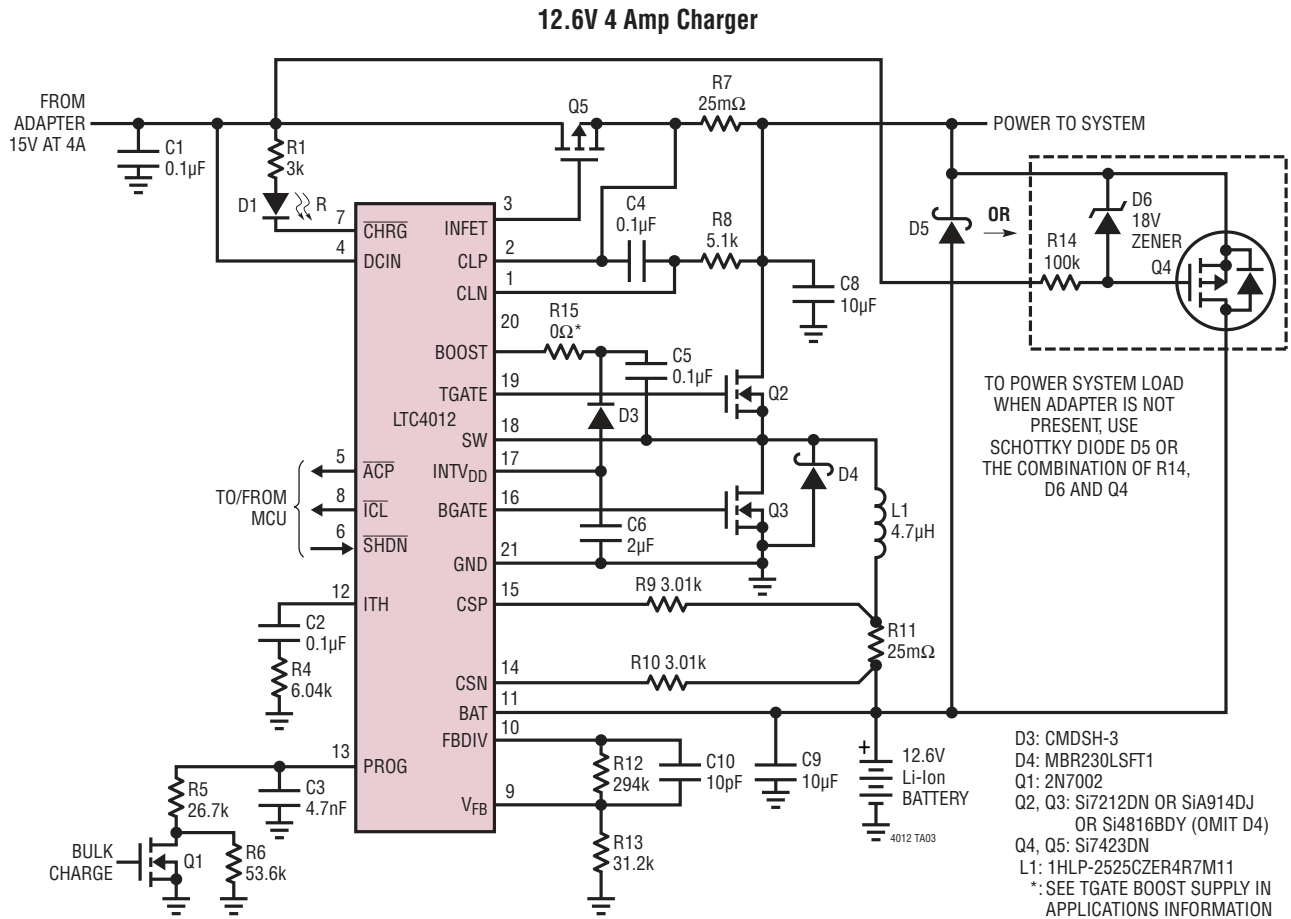 12.6V 4 Amp Charger
FROM
ADAPTER
15V AT 4A
C1
0.1µF
R1
3k
D1
R
Q5
R7
25mΩ
POWER TO SYSTEM
7
CHRG
4
DCIN
3
INFET
2
CLP
1
CLN
C4
0.1µF
R8
5.1k
C8
10µF
D5
OR
R14
100k
D6
18V
ZENER
Q4
20
BOOST
R15
0Ω*
C5
0.1µF
19
TGATE
Q2
LTC4012
D3
18
SW
17
INTVDD
16
BGATE
Q3
D4
L1
4.7µH
TO POWER SYSTEM LOAD
WHEN ADAPTER IS NOT
PRESENT, USE
SCHOTTKY DIODE D5 OR
THE COMBINATION OF R14,
D6 AND Q4
TO/FROM
MCU
5
ACP
8
ICL
6
SHDN
C6
2µF
21
GND
15
CSP
R9 3.01k
R11
25mΩ
12
ITH
C2
0.1µF
R4
6.04k
14
CSN
R10 3.01k
11
BAT
10
FBDIV
R12
294k
C10
10pF
C9
10µF
+
12.6V
Li-Ion
BATTERY
4012 TA03
13
PROG
R5
26.7k
C3
4.7nF
9
VFB
R13
31.2k
BULK
CHARGE
Q1
R6
53.6k
D3: CMDSH-3
D4: MBR230LSFT1
Q1: 2N7002
Q2, Q3: Si7212DN OR SiA914DJ
OR Si4816BDY (OMIT D4)
Q4, Q5: Si7423DN
L1: 1HLP-2525CZER4R7M11
*: SEE TGATE BOOST SUPPLY IN
APPLICATIONS INFORMATION